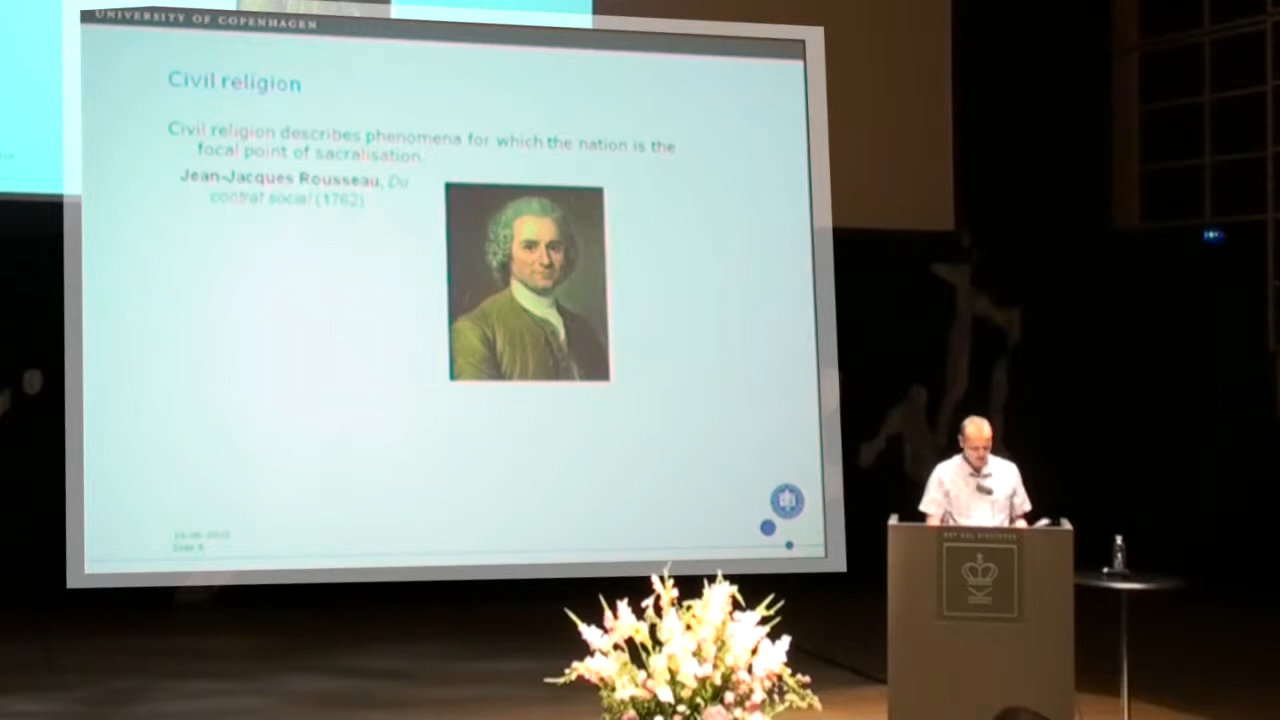 UNIVERSITY OF COPENHAGEN
Civil religion
Civil religion describes phenomena for which the nation is the
focal point of sacralisation.
Jean-Jacques Rousseau, Du
contrat social (1762)